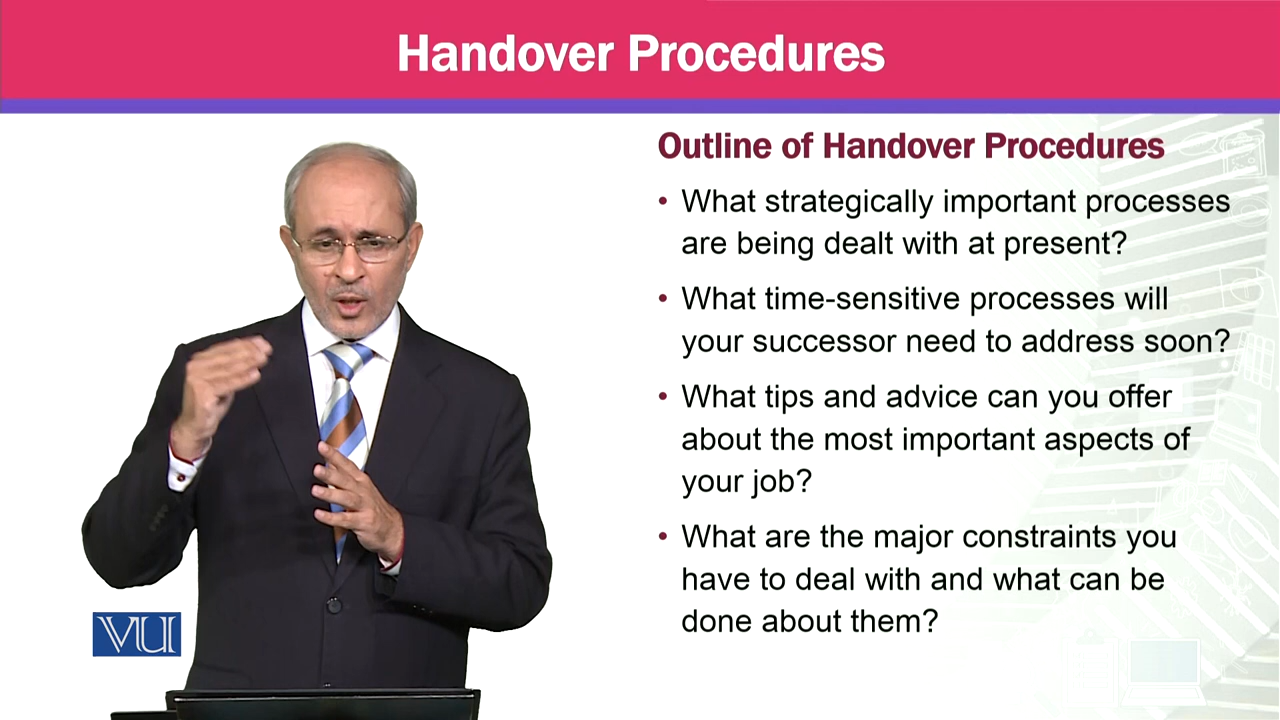 Handover Procedures
Outline of Handover Procedures
• What strategically important processes
are being dealt with at present?
• What time-sensitive processes will
your successor need to address soon?
• What tips and advice can you offer
about the most important aspects of
your job?
• What are the major constraints you
have to deal with and what can be
done about them?
VU